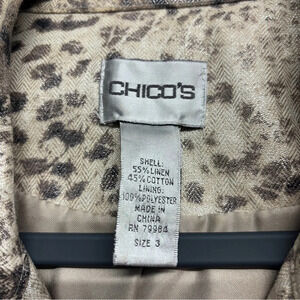 CHICO'S
SHELL:
55% LINEN
45% COTTON
LINING:
100% POLYESTER
MADE IN
CHINA
RN 79984
SIZE 3